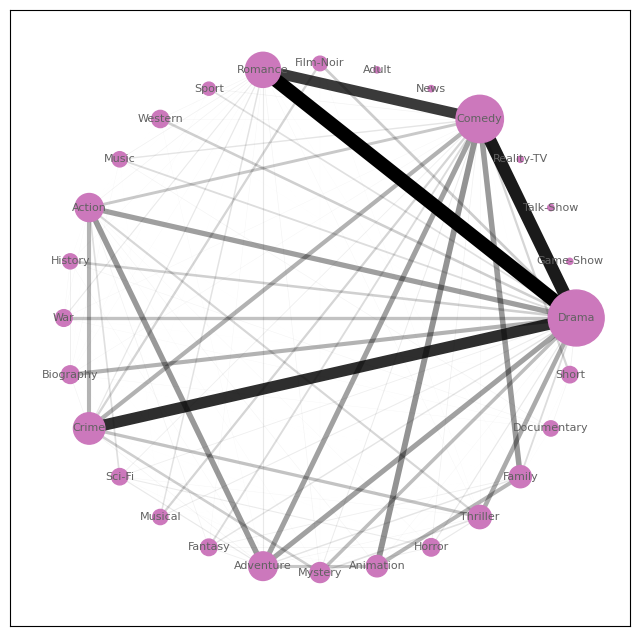 Film-Noir
Romance
Adult
News
Sport
Comedy
Western
Music
Reality-TV
Action
Talk-Show
History
Game-Show
War
Drama
Biography
Short
Crime
Documentary
Sci-Fi
Family
Musical
Thriller
Fantasy
Horror
Adventure
Mystery
Animation